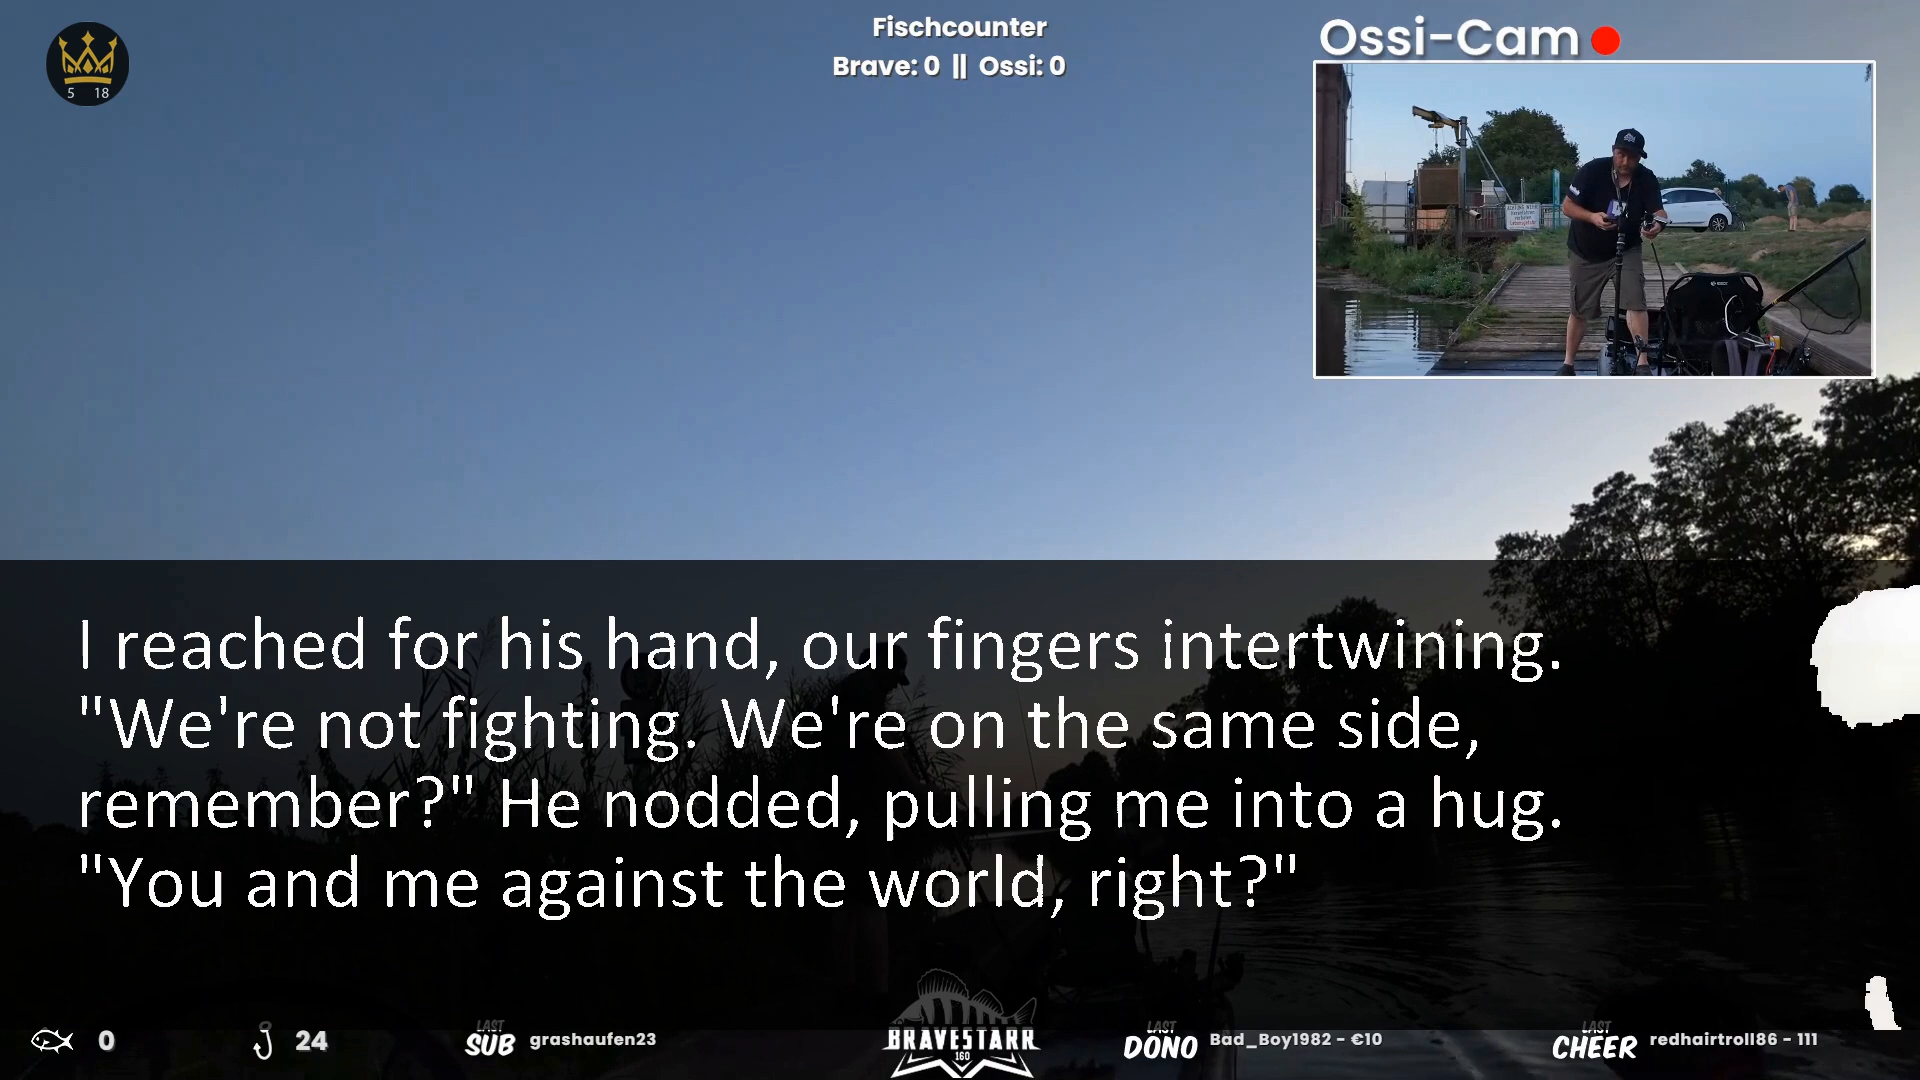 Fischcounter
Brave: 0 || Ossi: 0
Ossi-Cam
5 18
I reached for his hand, our fingers intertwining.
"We're not fighting. We're on the same side,
remember?" He nodded, pulling me into a hug.
"You and me against the world, right?"
0
24
LAST SUB grashaufen23
BRAVESTARR
160
LAST DONO Bad_Boy1982 - €10
LAST CHEER redhairtroll86 - 111